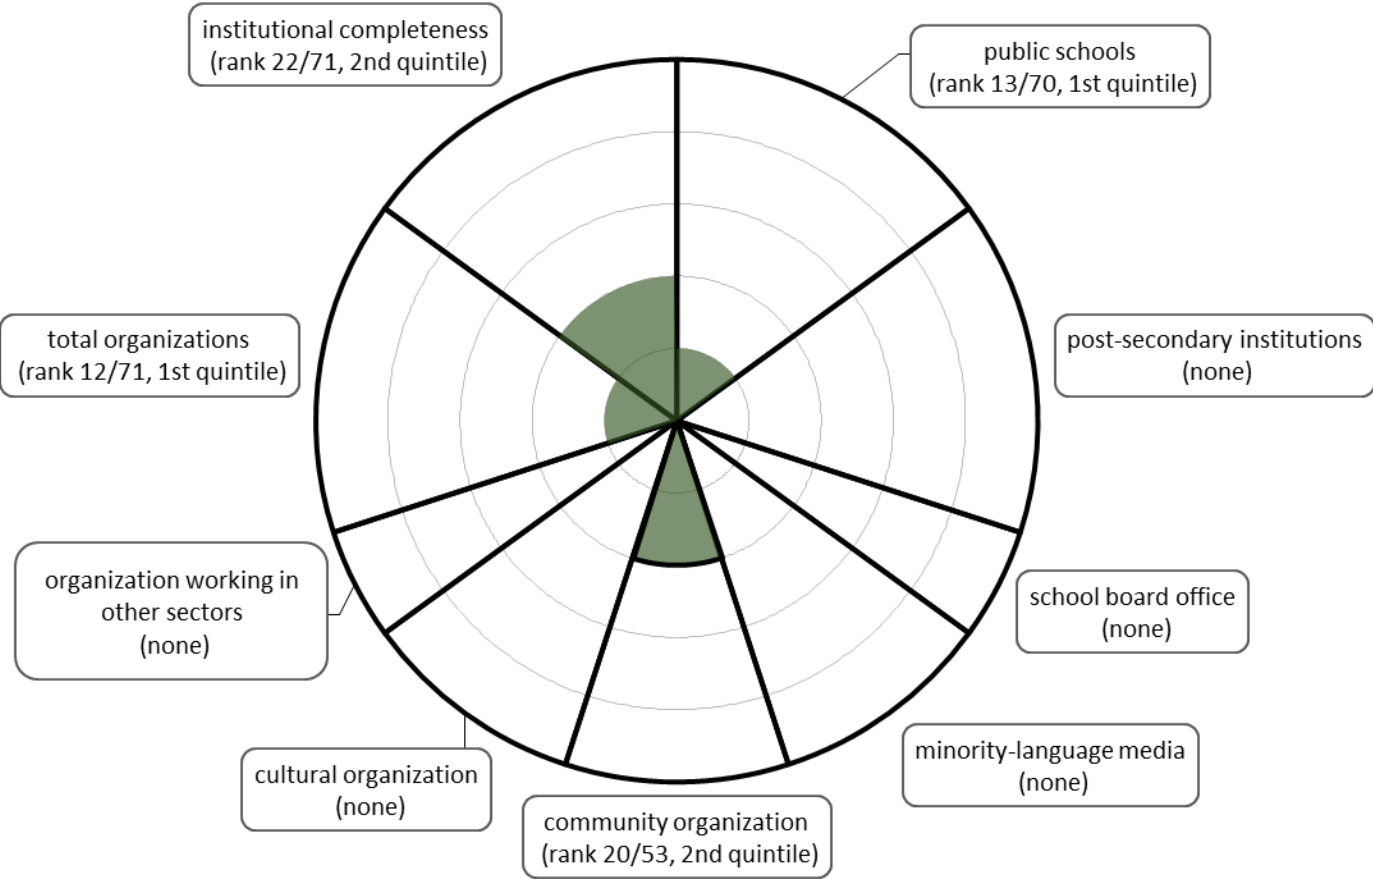 institutional completeness
(rank 22/71, 2nd quintile)
public schools
(rank 13/70, 1st quintile)
total organizations
(rank 12/71, 1st quintile)
post-secondary institutions
(none)
organization working in
other sectors
(none)
school board office
(none)
cultural organization
(none)
minority-language media
(none)
community organization
(rank 20/53, 2nd quintile)